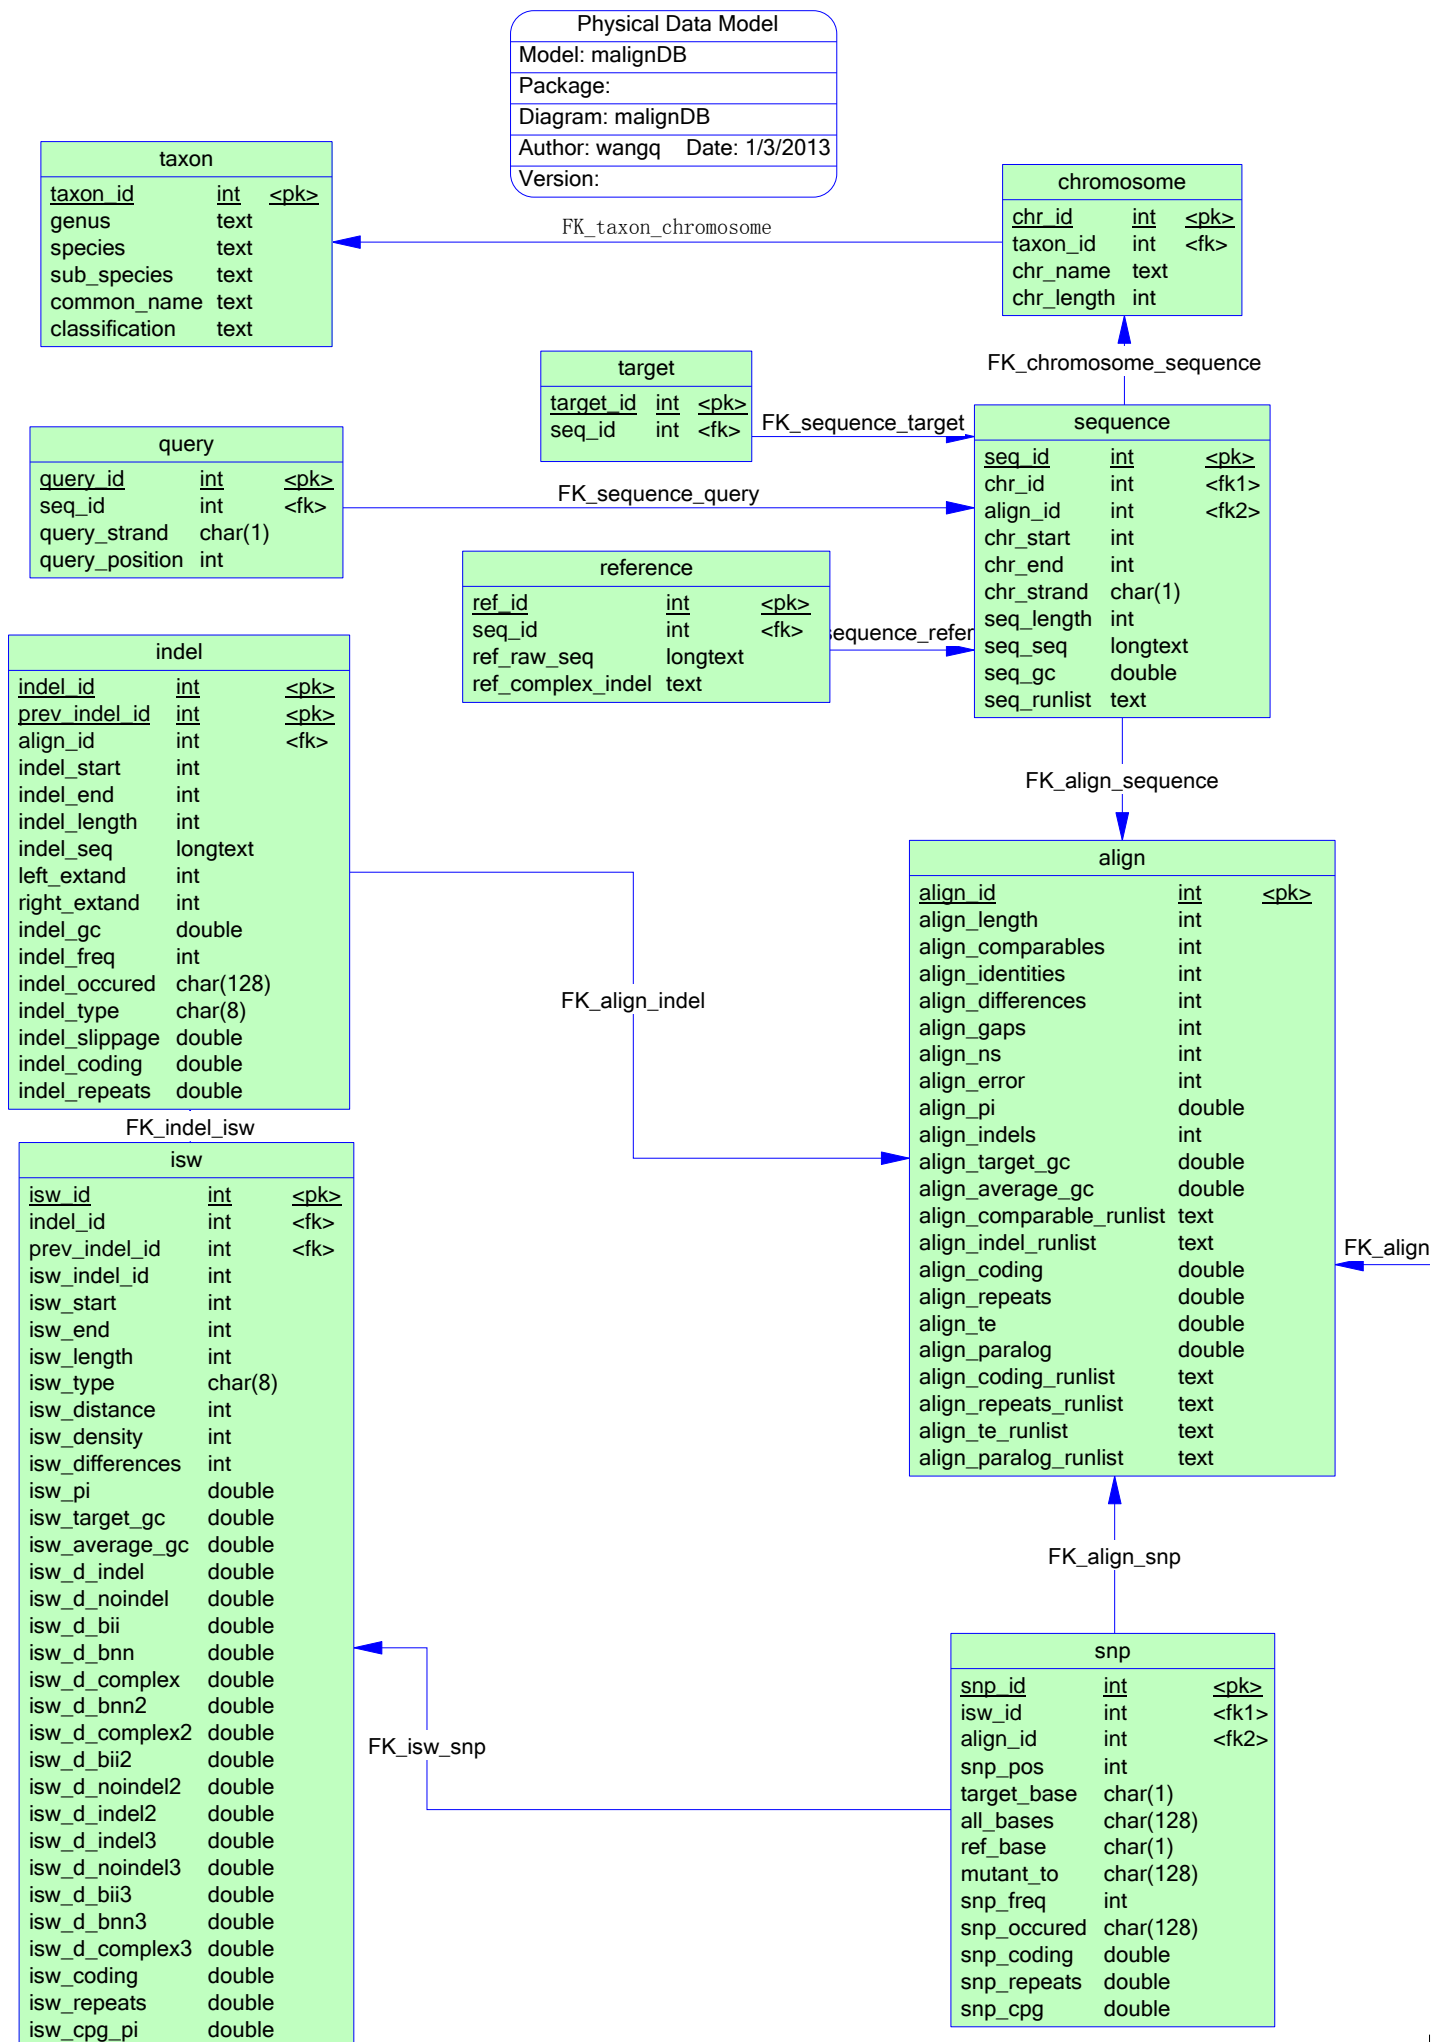 Physical Data Model
Model: malignDB
Package:
Diagram: malignDB
Author: wangq Date: 1/3/2013
Version:
taxon
taxon_id int <pk>
genus text
species text
sub_species text
common_name text
classification text
FK_taxon_chromosome
chromosome
chr_id int <pk>
taxon_id int <fk>
chr_name text
chr_length int
FK_chromosome_sequence
target
target_id int <pk>
seq_id int <fk>
FK_sequence_target
query
query_id int <pk>
seq_id int <fk>
query_strand char(1)
query_position int
FK_sequence_query
sequence
seq_id int <pk>
chr_id int <fk1>
align_id int <fk2>
chr_start int
chr_end int
chr_strand char(1)
seq_length int
seq_seq longtext
seq_gc double
seq_runlist text
reference
ref_id int <pk>
seq_id int <fk>
ref_raw_seq longtext
ref_complex_indel text
sequence_refer
FK_align_sequence
indel
indel_id int <pk>
prev_indel_id int <pk>
align_id int <fk>
indel_start int
indel_end int
indel_length int
indel_seq longtext
left_extand int
right_extand int
indel_gc double
indel_freq int
indel_occured char(128)
indel_type char(8)
indel_slippage double
indel_coding double
indel_repeats double
FK_align_indel
FK_indel_isw
align
align_id int <pk>
align_length int
align_comparables int
align_identities int
align_differences int
align_gaps int
align_ns int
align_error int
align_pi double
align_indels int
align_target_gc double
align_average_gc double
align_comparable_runlist text
align_indel_runlist text
align_coding double
align_repeats double
align_te double
align_paralog double
align_coding_runlist text
align_repeats_runlist text
align_te_runlist text
align_paralog_runlist text
FK_align
isw
isw_id int <pk>
indel_id int <fk>
prev_indel_id int <fk>
isw_indel_id int
isw_start int
isw_end int
isw_length int
isw_type char(8)
isw_distance int
isw_density int
isw_differences int
isw_pi double
isw_target_gc double
isw_average_gc double
isw_d_indel double
isw_d_noindel double
isw_d_bii double
isw_d_bnn double
isw_d_complex double
isw_d_bnn2 double
isw_d_complex2 double
isw_d_bii2 double
isw_d_noindel2 double
isw_d_indel2 double
isw_d_indel3 double
isw_d_noindel3 double
isw_d_bii3 double
isw_d_bnn3 double
isw_d_complex3 double
isw_coding double
isw_repeats double
isw_cpg_pi double
FK_isw_snp
FK_align_snp
snp
snp_id int <pk>
isw_id int <fk1>
align_id int <fk2>
snp_pos int
target_base char(1)
all_bases char(128)
ref_base char(1)
mutant_to char(128)
snp_freq int
snp_occured char(128)
snp_coding double
snp_repeats double
snp_cpg double